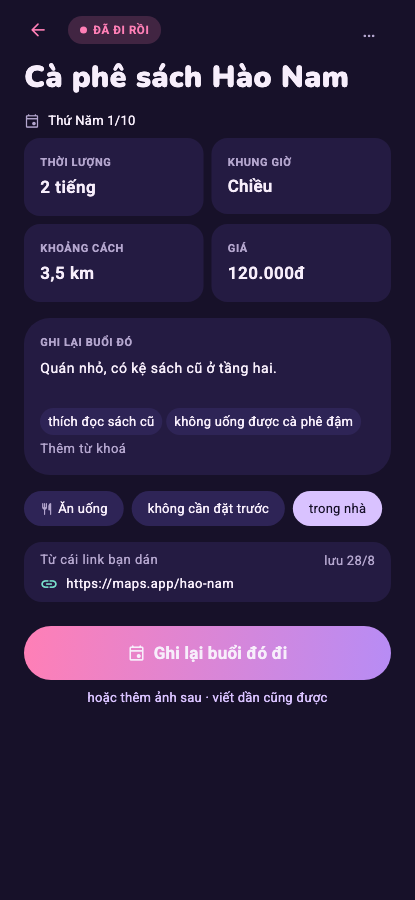 ĐÃ ĐI RỒI
...
Cà phê sách Hào Nam
Thứ Năm 1/10
THỜI LƯỢNG
2 tiếng
KHUNG GIỜ
Chiều
KHOẢNG CÁCH
3,5 km
GIÁ
120.000đ
GHI LẠI BUỔI ĐÓ
Quán nhỏ, có kệ sách cũ ở tầng hai.
thích đọc sách cũ
không uống được cà phê đậm
Thêm từ khoá
Ăn uống
không cần đặt trước
trong nhà
Từ cái link bạn dán
lưu 28/8
https://maps.app/hao-nam
Ghi lại buổi đó đi
hoặc thêm ảnh sau · viết dần cũng được